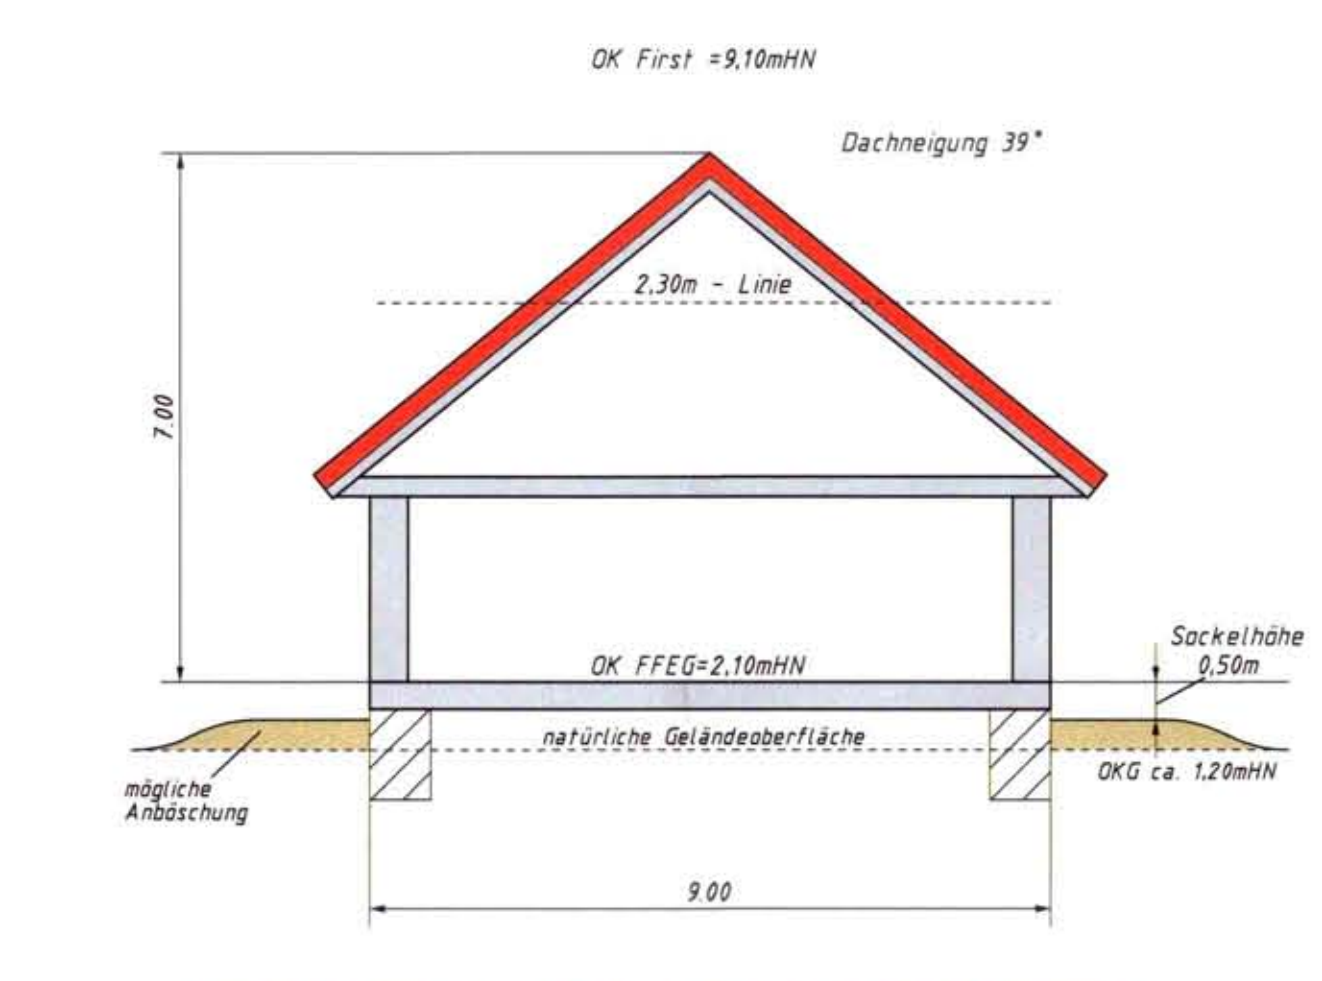 OK First =9,10mHN
Dachneigung 39°
2,30m - Linie
7.00
OK FFEG=2,10mHN
Sockelhöhe
0,50m
natürliche Geländeoberfläche
OKG ca. 1,20mHN
mögliche
Anböschung
9.00